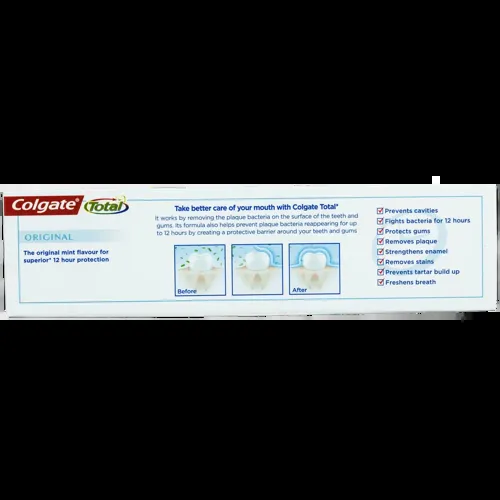 Colgate Total
ORIGINAL
The original mint flavour for
superior* 12 hour protection
Take better care of your mouth with Colgate Total*
It works by removing the plaque bacteria on the surface of the teeth and
gums. Its formula also helps prevent plaque bacteria reappearing for up
to 12 hours by creating a protective barrier around your teeth and gums
Before
After
Prevents cavities
Fights bacteria for 12 hours
Protects gums
Removes plaque
Strengthens enamel
Removes stains
Prevents tartar build up
Freshens breath